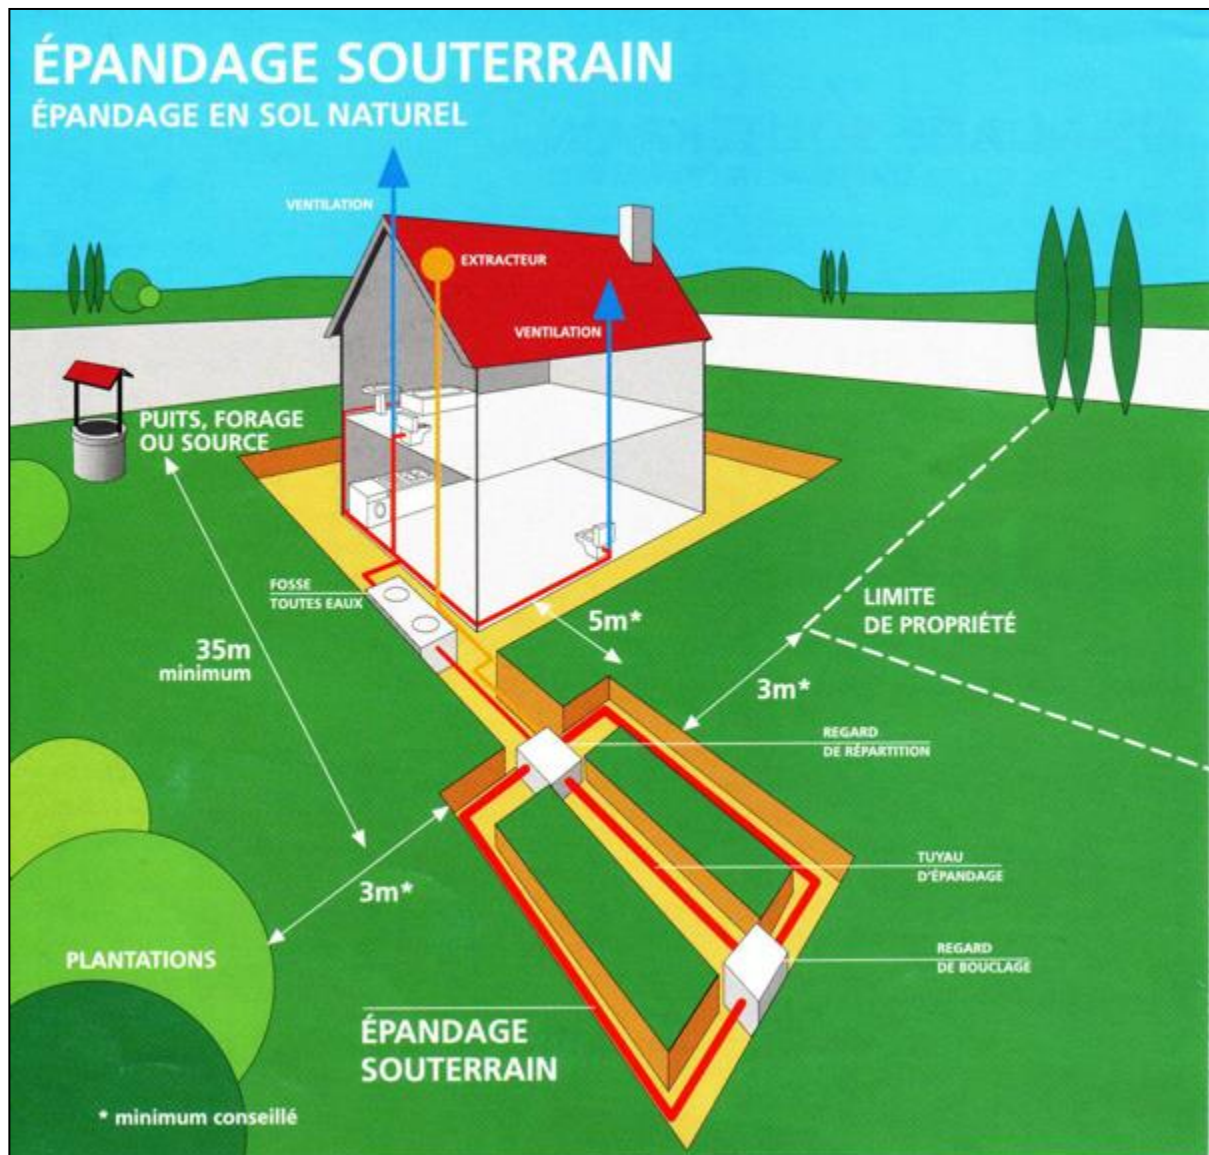 ÉPANDAGE SOUTERRAIN
ÉPANDAGE EN SOL NATUREL
VENTILATION
EXTRACTEUR
VENTILATION
PUITS, FORAGE
OU SOURCE
FOSSE
TOUTES EAUX
5m*
LIMITE
DE PROPRIÉTÉ
35m
minimum
3m*
REGARD
DE RÉPARTITION
TUYAU
D'ÉPANDAGE
3m*
PLANTATIONS
REGARD
DE BOUCLAGE
ÉPANDAGE
SOUTERRAIN
* minimum conseillé